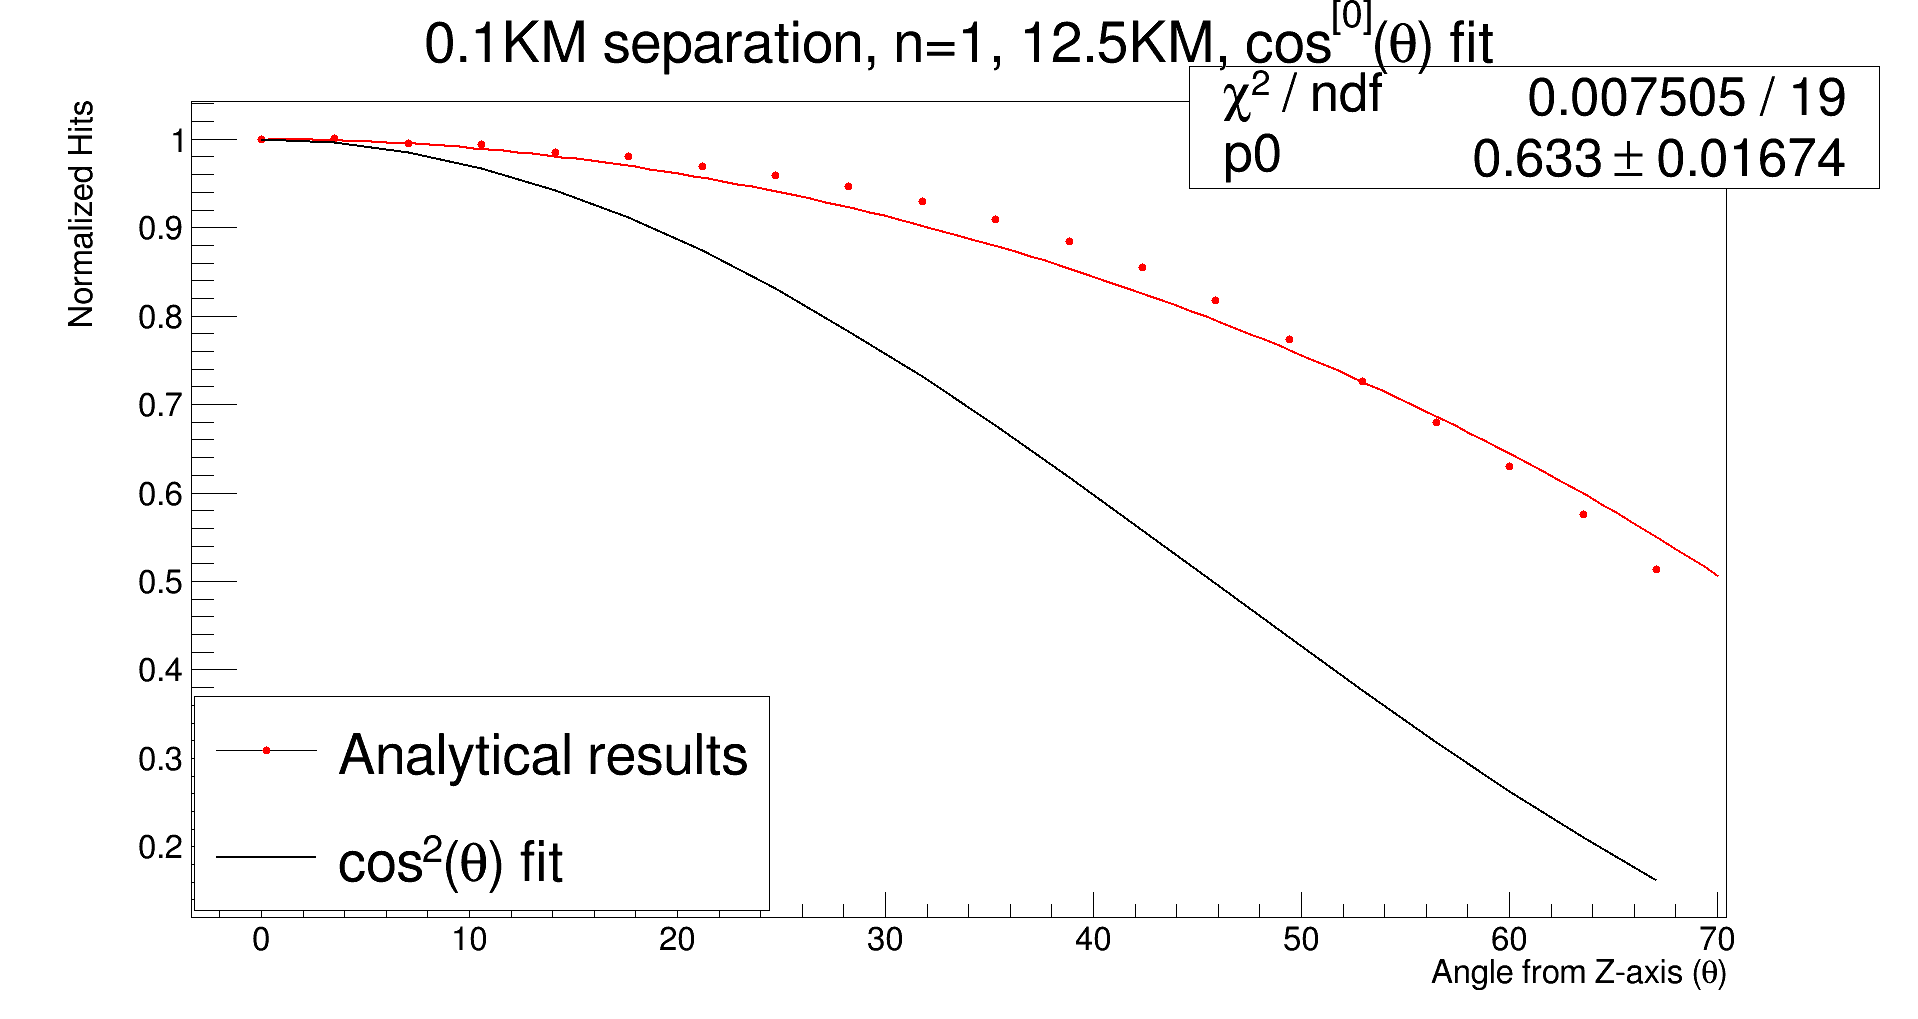 0.1KM separation, n=1, 12.5KM, cos^[0](θ) fit
χ² / ndf 0.007505 / 19
p0 0.633 ± 0.01674
Normalized Hits
1
0.9
0.8
0.7
0.6
0.5
0.4
0.3
0.2
Analytical results
cos²(θ) fit
0 10 20 30 40 50 60 70
Angle from Z-axis (θ)